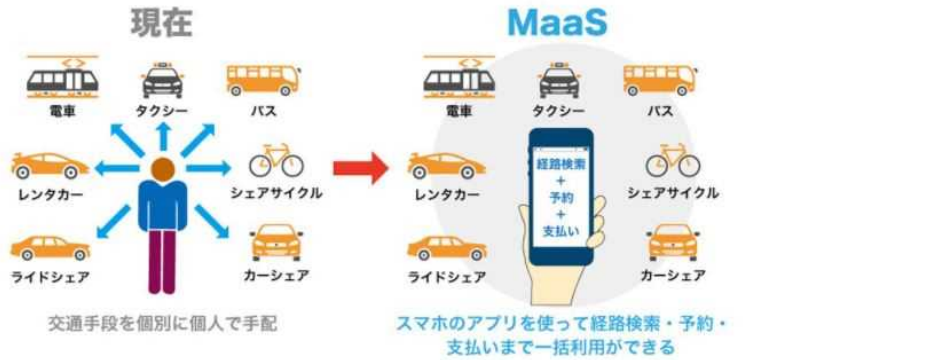 現在
電車
タクシー
バス
レンタカー
シェアサイクル
ライドシェア
カーシェア
交通手段を個別に個人で手配
MaaS
電車
タクシー
バス
レンタカー
経路検索
+
予約
+
支払い
シェアサイクル
ライドシェア
カーシェア
スマホのアプリを使って経路検索・予約・
支払いまで一括利用ができる